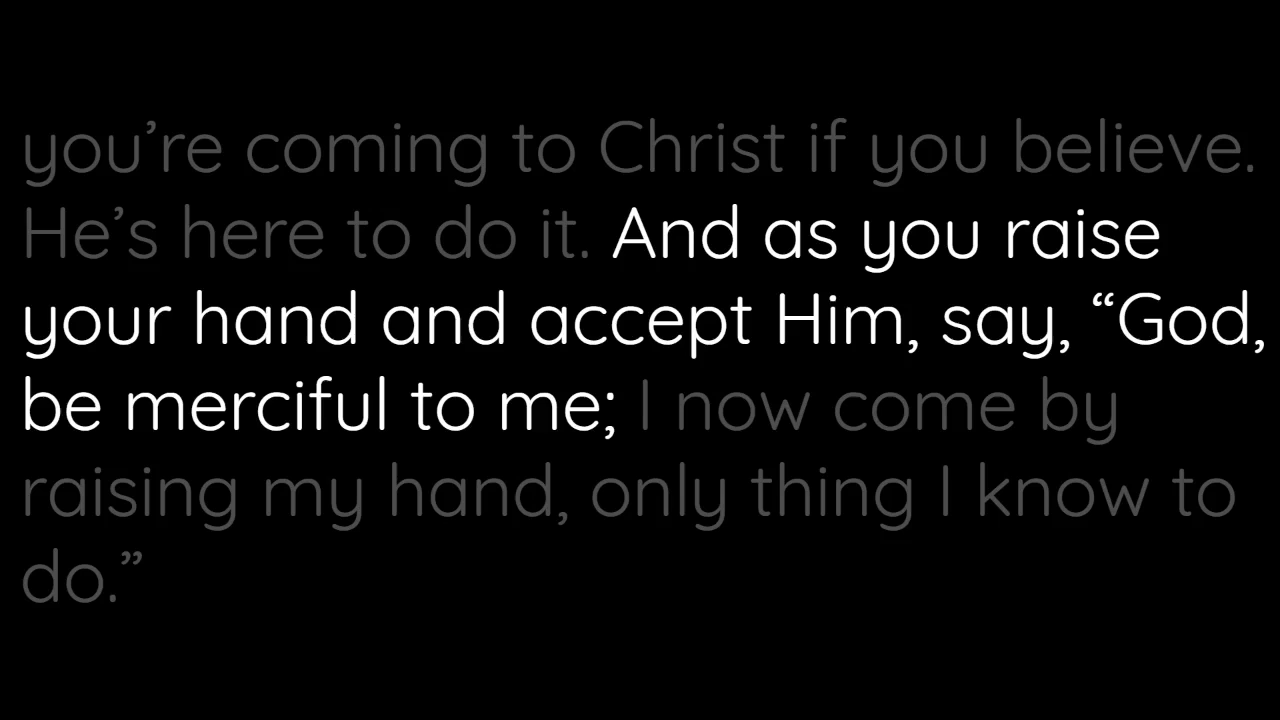 you’re coming to Christ if you believe.
He’s here to do it. And as you raise
your hand and accept Him, say, “God,
be merciful to me; I now come by
raising my hand, only thing I know to
do.”